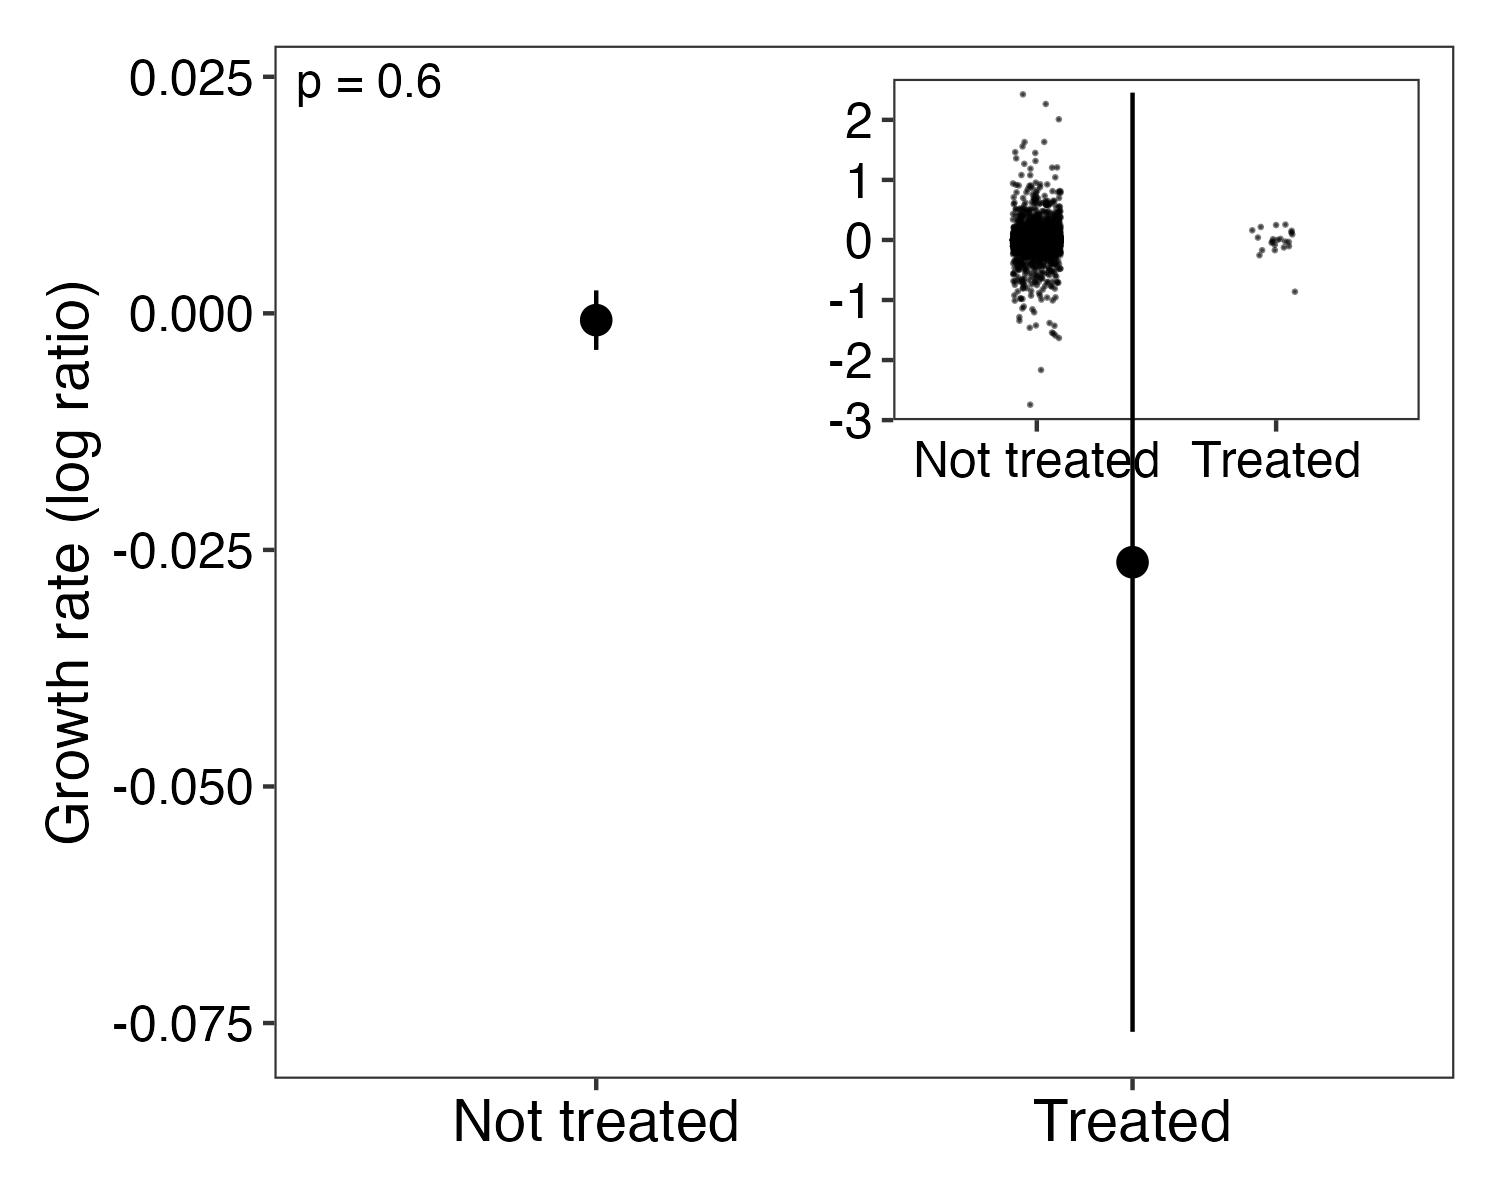 p = 0.6
Growth rate (log ratio)
0.025
0.000
-0.025
-0.050
-0.075
Not treated
Treated
2
1
0
-1
-2
-3
Not treated
Treated